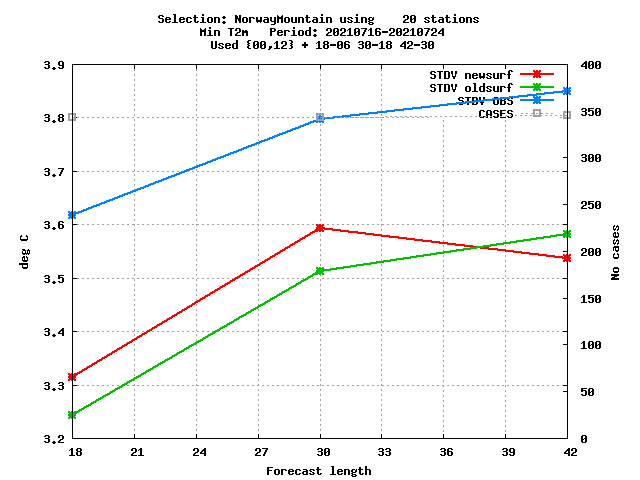 Selection: NorwayMountain using    20 stations
Min T2m   Period: 20210716-20210724
Used {00,12} + 18-06 30-18 42-30
STDV newsurf
STDV oldsurf
STDV OBS
CASES
3.9
3.8
3.7
3.6
3.5
3.4
3.3
3.2
deg C
400
350
300
250
200
150
100
50
0
No cases
18 21 24 27 30 33 36 39 42
Forecast length